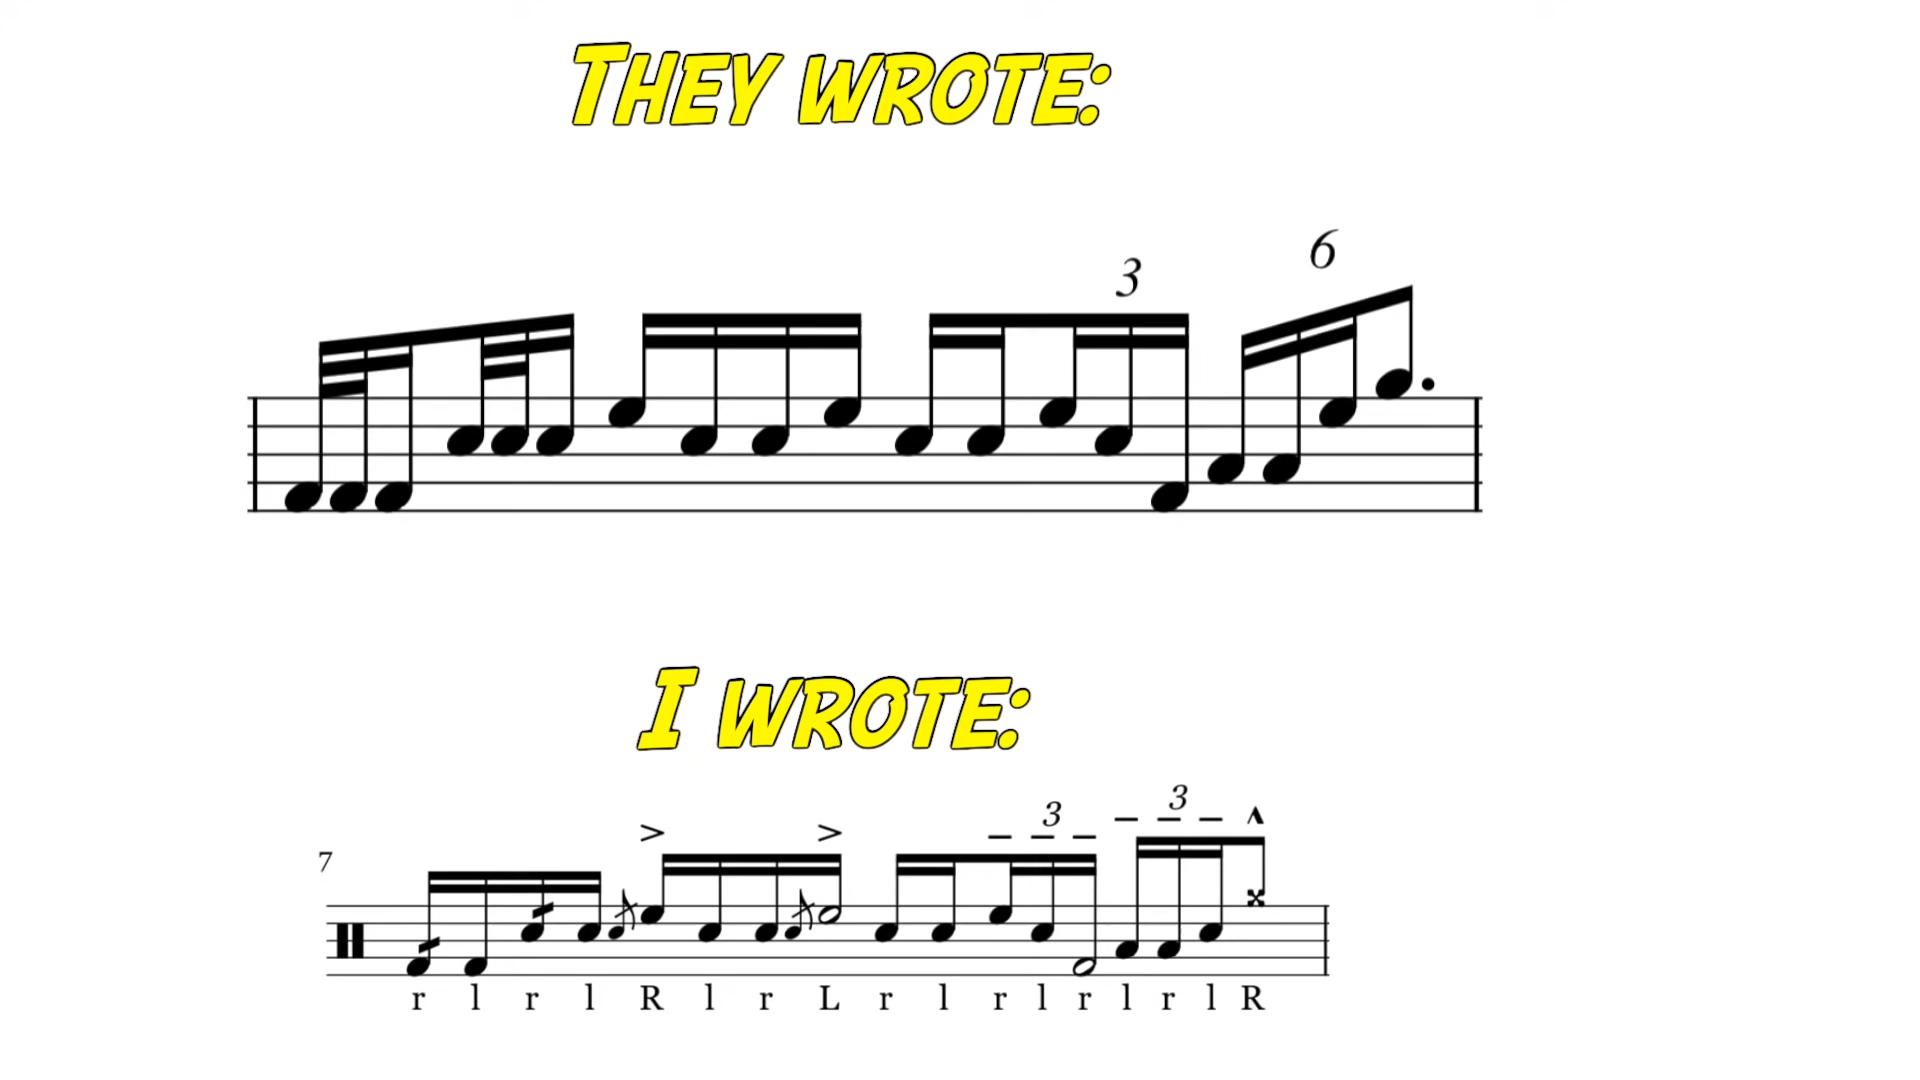 THEY WROTE:
6
3
I WROTE:
3
3
7
r l r l R l r L r l r l r l r l R